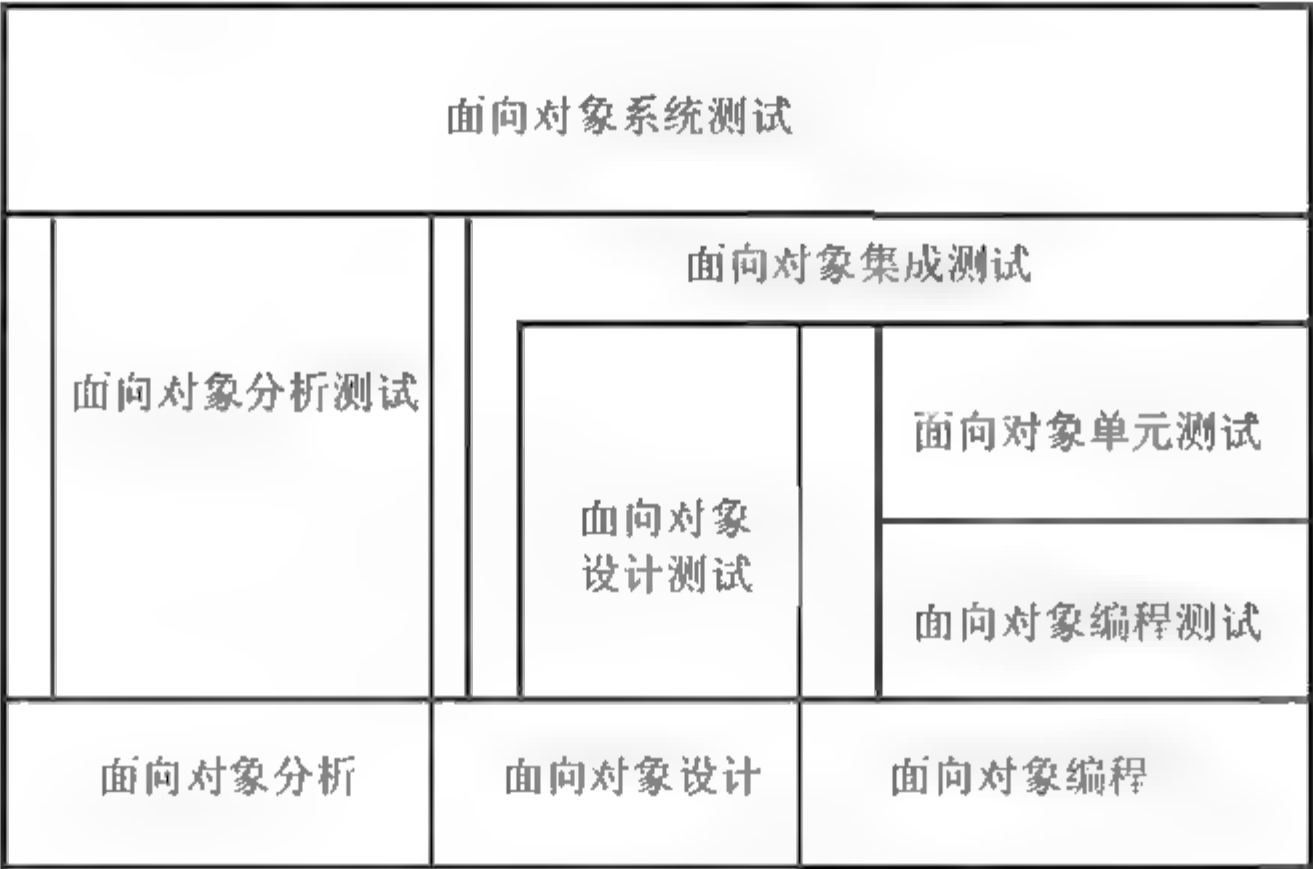 面向对象系统测试
面向对象集成测试
面向对象分析测试
面向对象单元测试
面向对象
设计测试
面向对象编程测试
面向对象分析
面向对象设计
面向对象编程